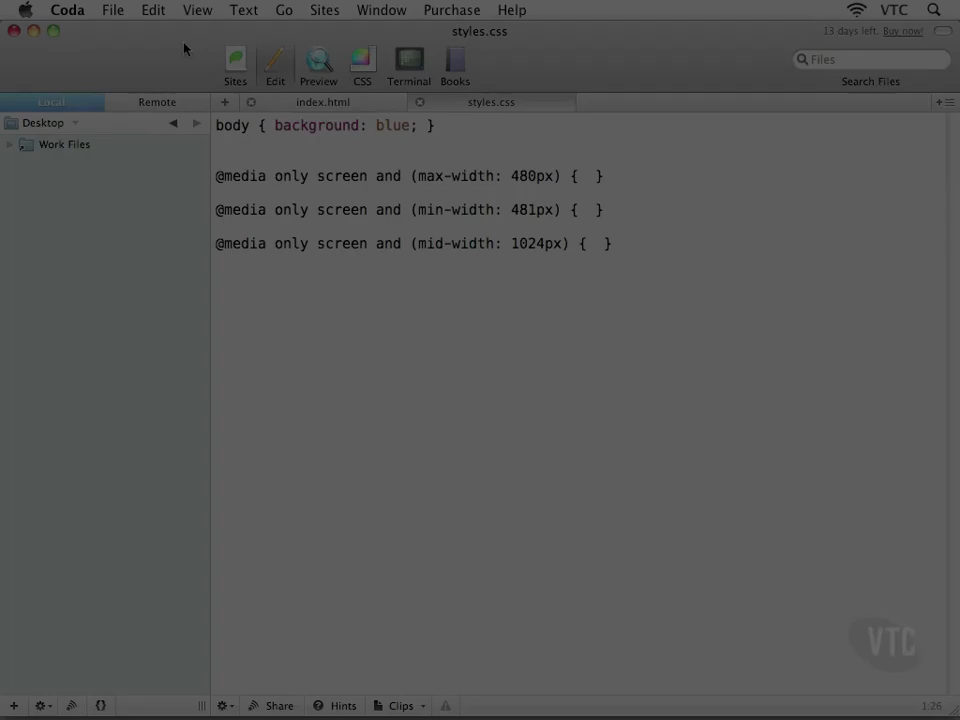 Coda File Edit View Text Go Sites Window Purchase Help VTC
styles.css 13 days left. Buy now!
Sites Edit Preview CSS Terminal Books Files
Search Files
Local Remote index.html styles.css
Desktop
Work Files
body { background: blue; }
@media only screen and (max-width: 480px) {  }
@media only screen and (min-width: 481px) {  }
@media only screen and (mid-width: 1024px) {  }
VTC
Share Hints Clips 1:26